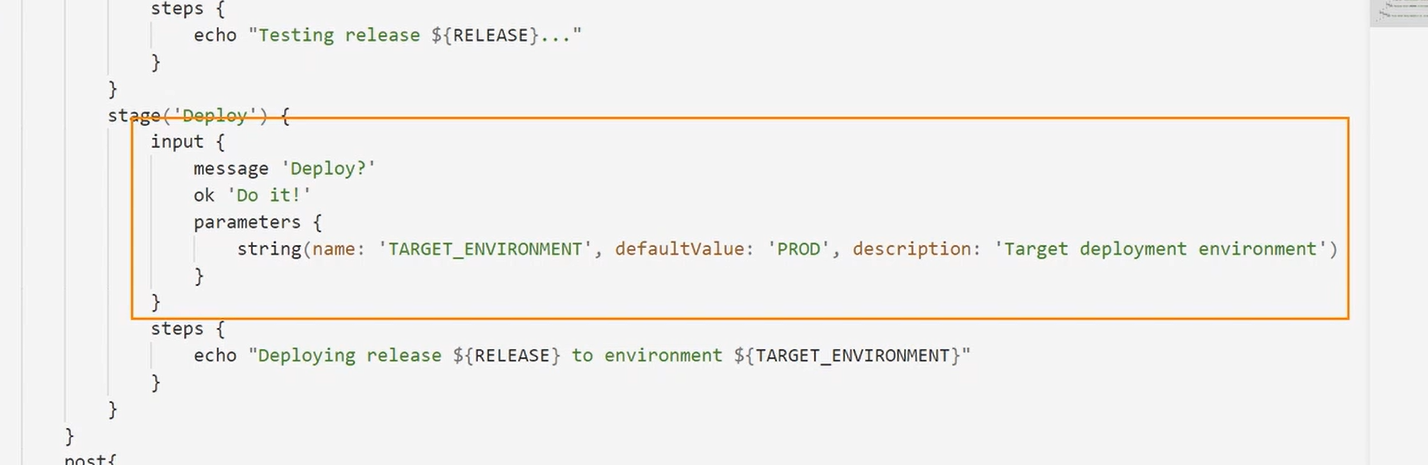 steps {
echo "Testing release ${RELEASE}..."
}
}
stage('Deploy') {
input {
message 'Deploy?'
ok 'Do it!'
parameters {
string(name: 'TARGET_ENVIRONMENT', defaultValue: 'PROD', description: 'Target deployment environment')
}
}
steps {
echo "Deploying release ${RELEASE} to environment ${TARGET_ENVIRONMENT}"
}
}
}
post{